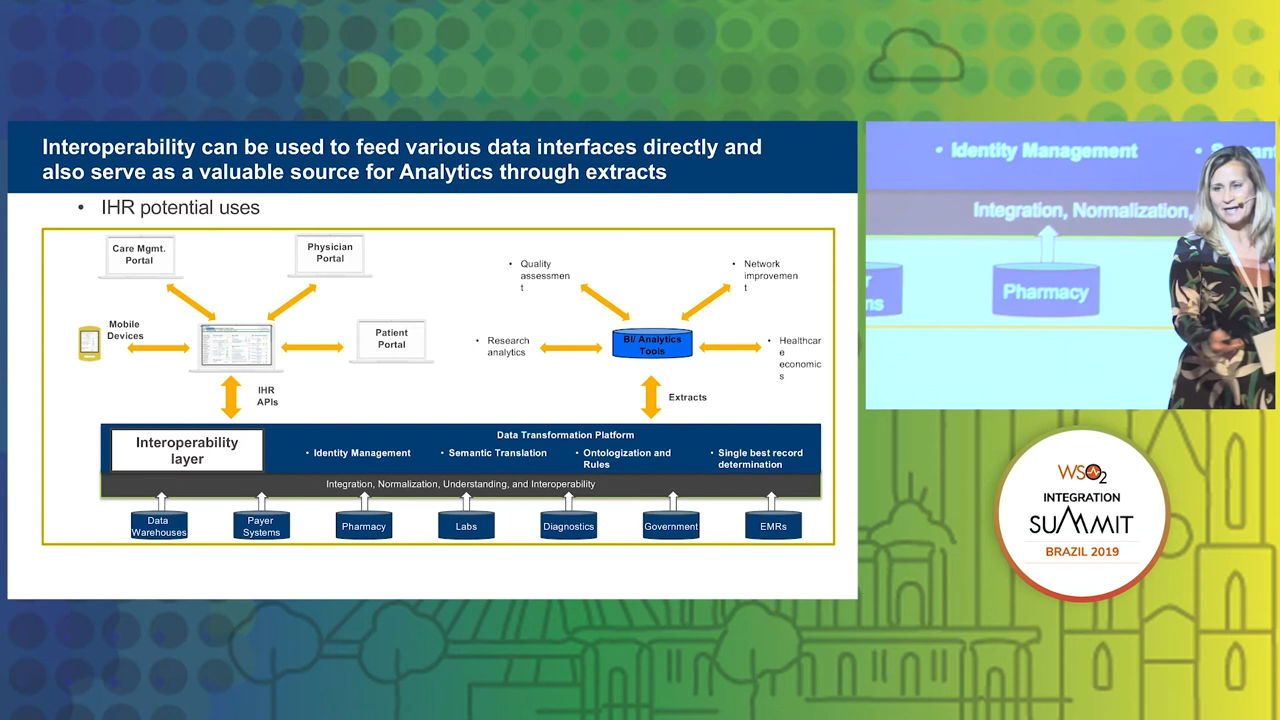 Interoperability can be used to feed various data interfaces directly and
also serve as a valuable source for Analytics through extracts
• IHR potential uses
Care Mgmt.
Portal
Physician
Portal
Mobile
Devices
Patient
Portal
IHR
APIs
• Quality
assessmen
t
• Network
improvemen
t
• Research
analytics
BI/ Analytics
Tools
• Healthcar
e
economic
s
Extracts
Interoperability
layer
Data Transformation Platform
• Identity Management
• Semantic Translation
• Ontologization and
Rules
• Single best record
determination
Integration, Normalization, Understanding, and Interoperability
Data
Warehouses
Payer
Systems
Pharmacy
Labs
Diagnostics
Government
EMRs
• Identity Management
Integration, Normalization,
Pharmacy
WSO2
INTEGRATION
SUMMIT
BRAZIL 2019